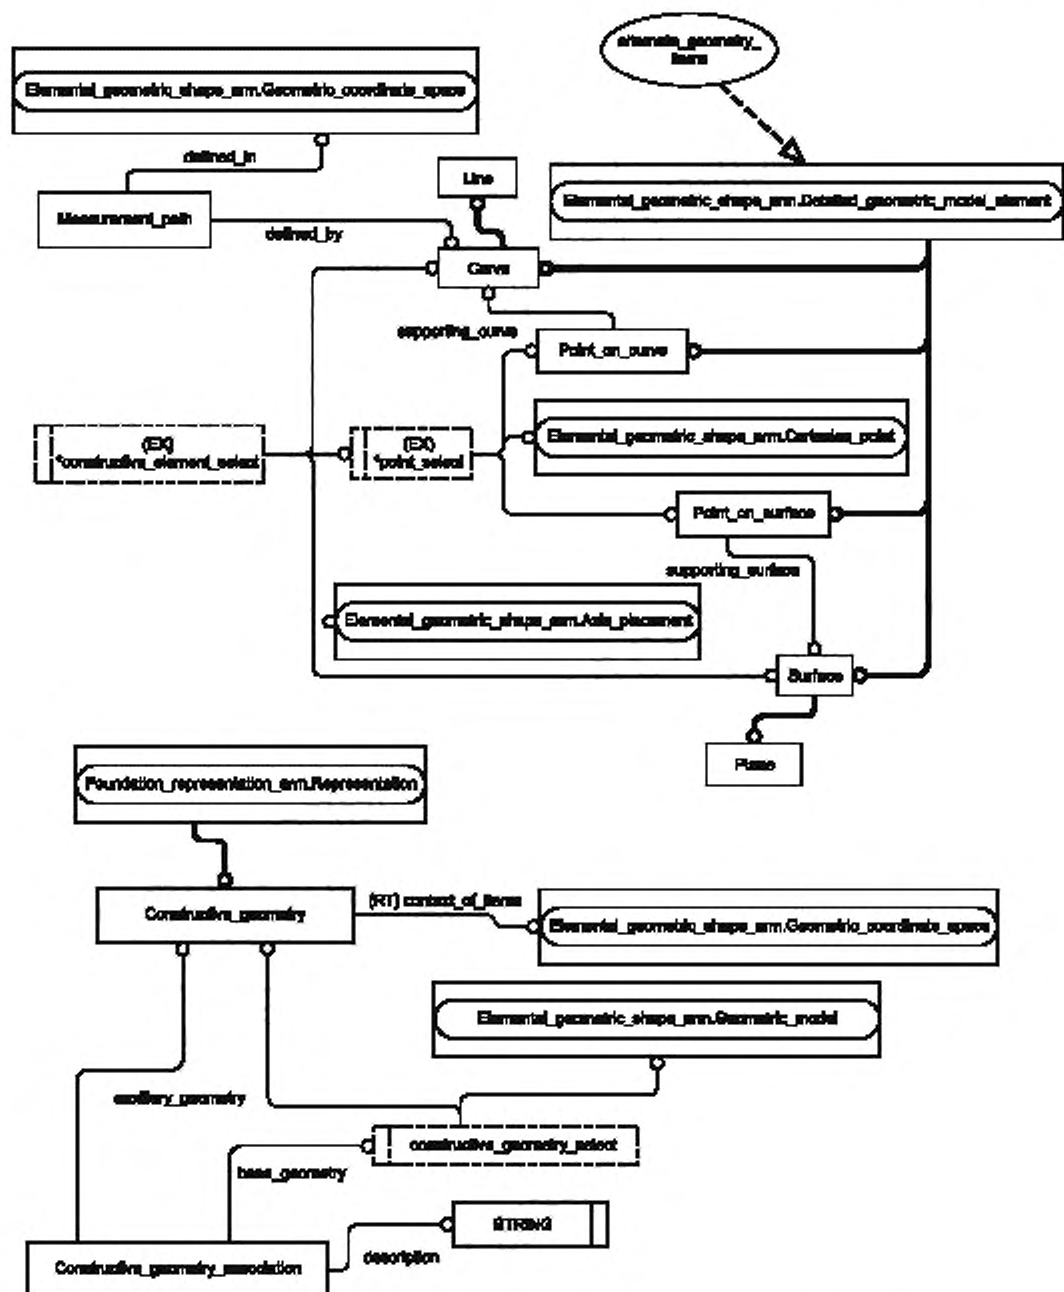 alternate_geometry_
items
Elemental_geometric_shape_arm.Geometric_coordinate_space
defined_in
Line
Elemental_geometric_shape_arm.Detailed_geometric_model_element
Measurement_path
defined_by
Curve
supporting_curve
Point_on_curve
(EX)
*constructive_element_select
(EX)
*point_select
Elemental_geometric_shape_arm.Cartesian_point
Point_on_surface
supporting_surface
Elemental_geometric_shape_arm.Axis_placement
Surface
Plane
Foundation_representation_arm.Representation
Constructive_geometry
(RT) context_of_items
Elemental_geometric_shape_arm.Geometric_coordinate_space
Elemental_geometric_shape_arm.Geometric_model
auxiliary_geometry
constructive_geometry_select
base_geometry
STRING
description
Constructive_geometry_association